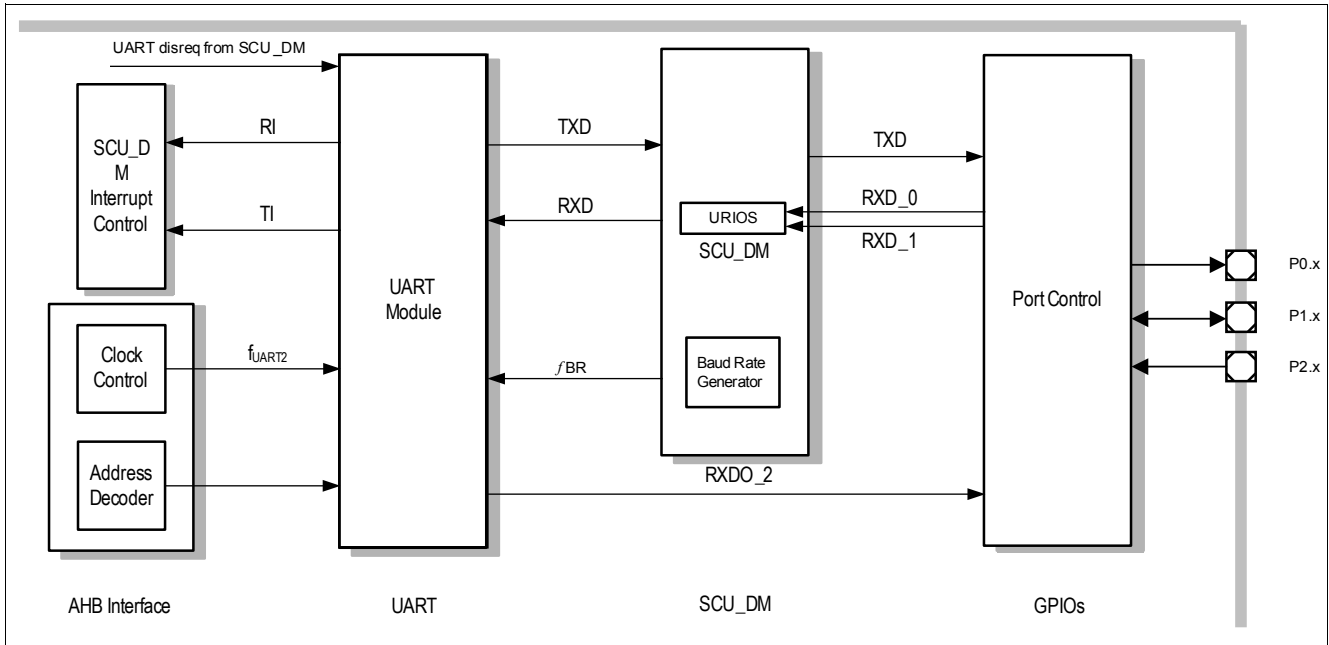 UART disreq from SCU_DM
SCU_D
M
Interrupt
Control
RI
TI
UART
Module
TXD
RXD
TXD
RXD_0
RXD_1
URIOS
SCU_DM
Port Control
P0.x
P1.x
P2.x
Clock
Control
fUART2
fBR
Baud Rate
Generator
Address
Decoder
RXDO_2
AHB Interface
UART
SCU_DM
GPIOs